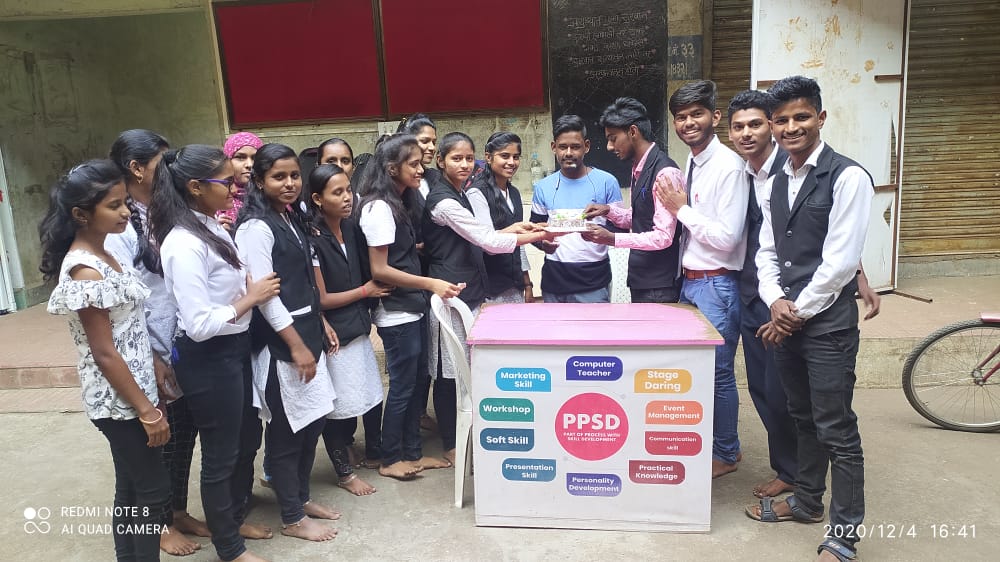 ३३
Marketing
Skill
Computer
Teacher
Stage
Daring
Workshop
PPSD
PART OF PROCESS WITH
SKILL DEVELOPMENT
Event
Management
Soft Skill
Communication
skill
Presentation
Skill
Personality
Development
Practical
Knowledge
REDMI NOTE 8
AI QUAD CAMERA
2020/12/4 16:41